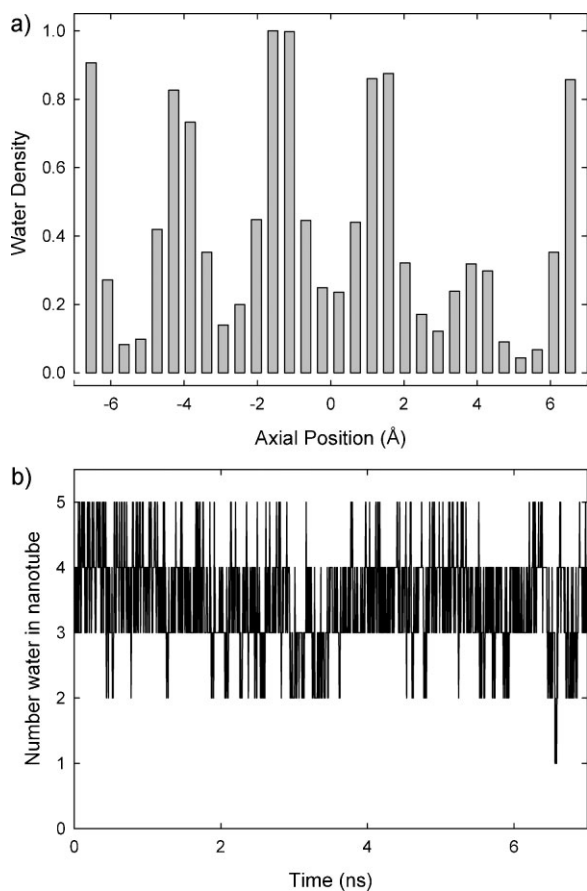 a)
1.0
0.8
0.6
0.4
0.2
0.0
Water Density
-6 -4 -2 0 2 4 6
Axial Position (Å)
b)
5
4
3
2
1
0
Number water in nanotube
0 2 4 6
Time (ns)